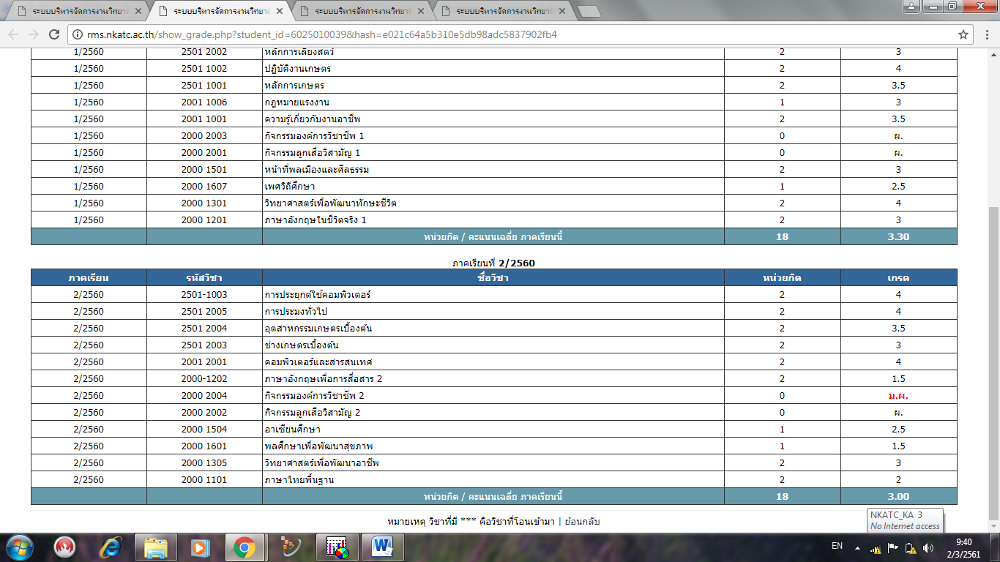 ระบบบริหารจัดการงานวิทยาลั ระบบบริหารจัดการงานวิทยาลั ระบบบริหารจัดการงานวิทยาลั ระบบบริหารจัดการงานวิทยาลั
rms.nkatc.ac.th/show_grade.php?student_id=6025010039&hash=e021c64a5b310e5db98adc5837902fb4
1/2560 2501 2002 หลักการเลี้ยงสัตว์ 2 3
1/2560 2501 1002 ปฏิบัติงานเกษตร 2 4
1/2560 2501 1001 หลักการเกษตร 2 3.5
1/2560 2001 1006 กฎหมายแรงงาน 1 3
1/2560 2001 1001 ความรู้เกี่ยวกับงานอาชีพ 2 3.5
1/2560 2000 2003 กิจกรรมองค์การวิชาชีพ 1 0 ผ.
1/2560 2000 2001 กิจกรรมลูกเสือวิสามัญ 1 0 ผ.
1/2560 2000 1501 หน้าที่พลเมืองและศีลธรรม 2 3
1/2560 2000 1607 เพศวิถีศึกษา 1 2.5
1/2560 2000 1301 วิทยาศาสตร์เพื่อพัฒนาทักษะชีวิต 2 4
1/2560 2000 1201 ภาษาอังกฤษในชีวิตจริง 1 2 3
หน่วยกิต / คะแนนเฉลี่ย ภาคเรียนนี้ 18 3.30
ภาคเรียนที่ 2/2560
ภาคเรียน รหัสวิชา ชื่อวิชา หน่วยกิต เกรด
2/2560 2501-1003 การประยุกต์ใช้คอมพิวเตอร์ 2 4
2/2560 2501 2005 การประมงทั่วไป 2 4
2/2560 2501 2004 อุตสาหกรรมเกษตรเบื้องต้น 2 3.5
2/2560 2501 2003 ช่างเกษตรเบื้องต้น 2 3
2/2560 2001 2001 คอมพิวเตอร์และสารสนเทศ 2 4
2/2560 2000-1202 ภาษาอังกฤษเพื่อการสื่อสาร 2 2 1.5
2/2560 2000 2004 กิจกรรมองค์การวิชาชีพ 2 0 ม.ผ.
2/2560 2000 2002 กิจกรรมลูกเสือวิสามัญ 2 0 ผ.
2/2560 2000 1504 อาเซียนศึกษา 1 2.5
2/2560 2000 1601 พลศึกษาเพื่อพัฒนาสุขภาพ 1 1.5
2/2560 2000 1305 วิทยาศาสตร์เพื่อพัฒนาอาชีพ 2 3
2/2560 2000 1101 ภาษาไทยพื้นฐาน 2 2
หน่วยกิต / คะแนนเฉลี่ย ภาคเรียนนี้ 18 3.00
หมายเหตุ วิชาที่มี *** คือวิชาที่โอนเข้ามา | ย้อนกลับ
NKATC_KA 3
No Internet access
EN 9:40
2/3/2561